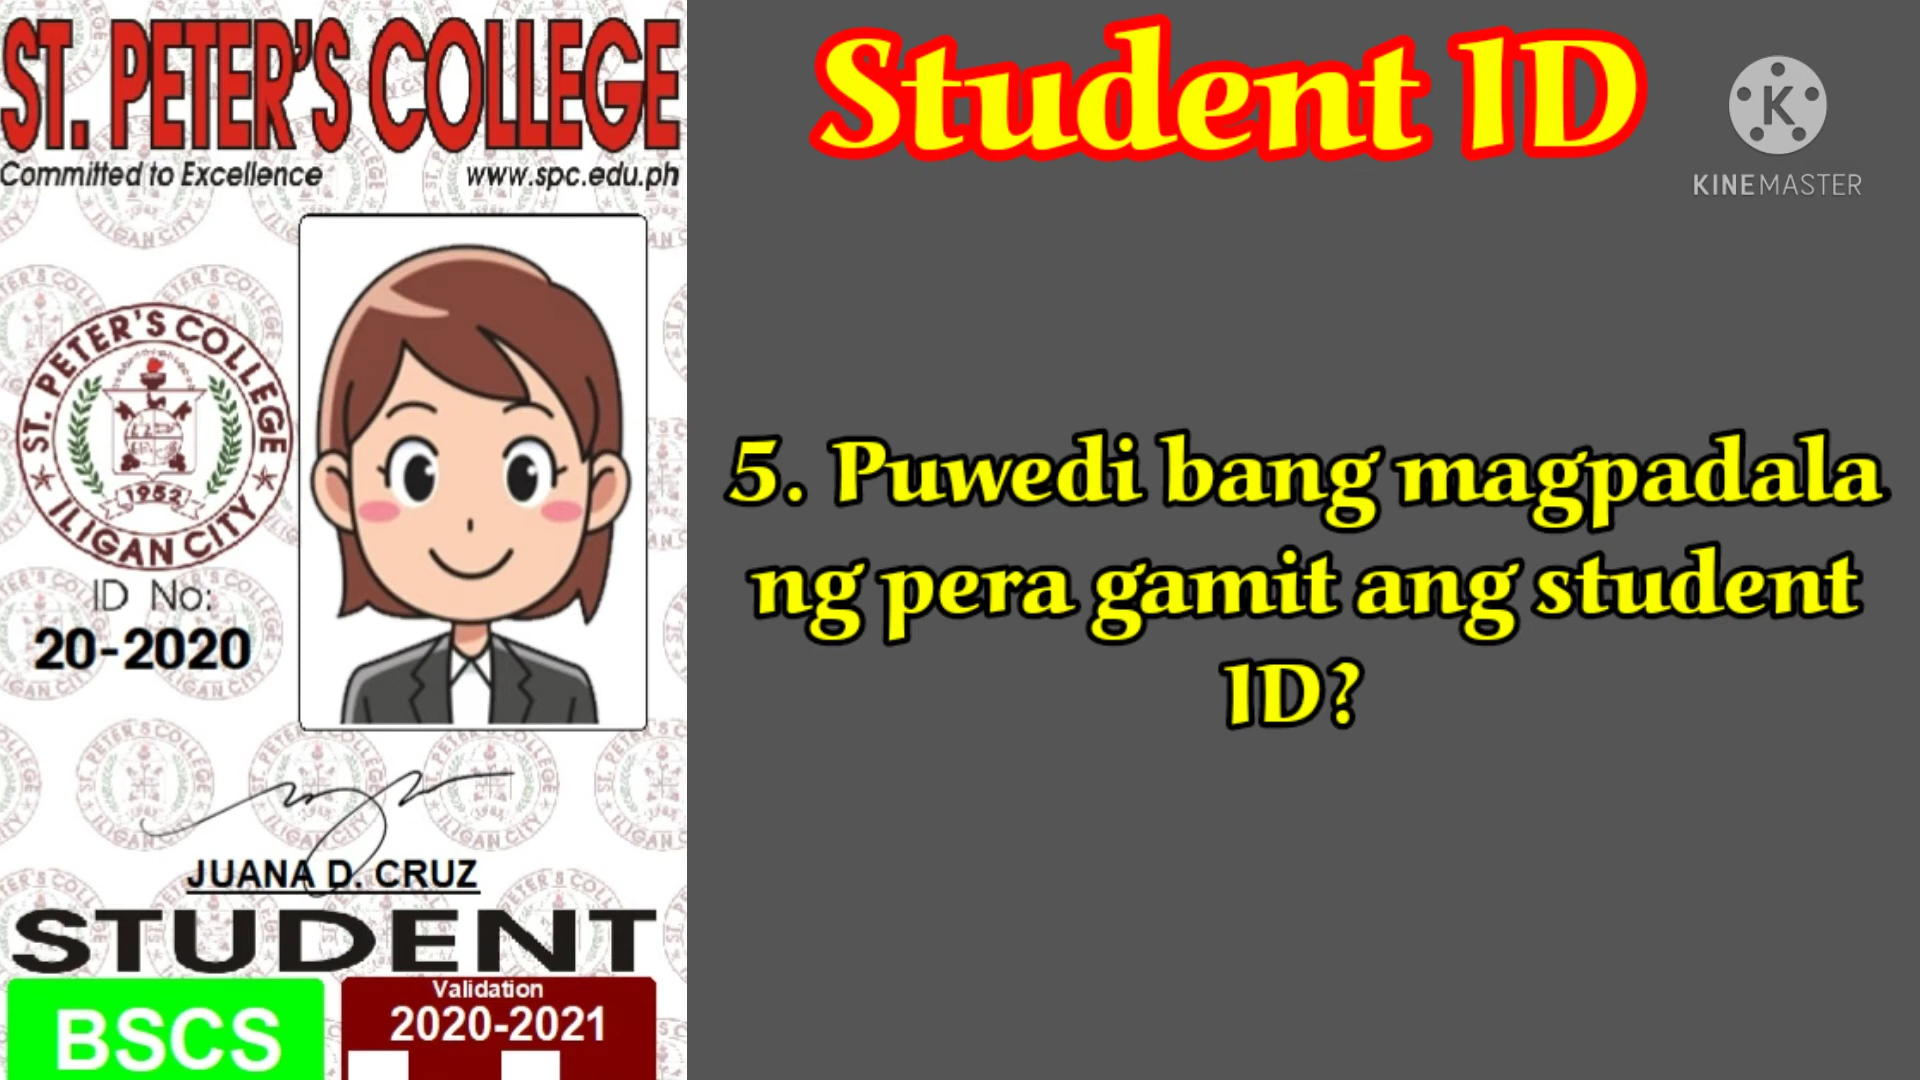 ST. PETER'S COLLEGE
Committed to Excellence www.spc.edu.ph
ST. PETER'S COLLEGE
1952
ILIGAN CITY
ID No:
20-2020
JUANA D. CRUZ
STUDENT
BSCS
Validation
2020-2021
Student ID
K
KINEMASTER
5. Puwedi bang magpadala
ng pera gamit ang student
ID?